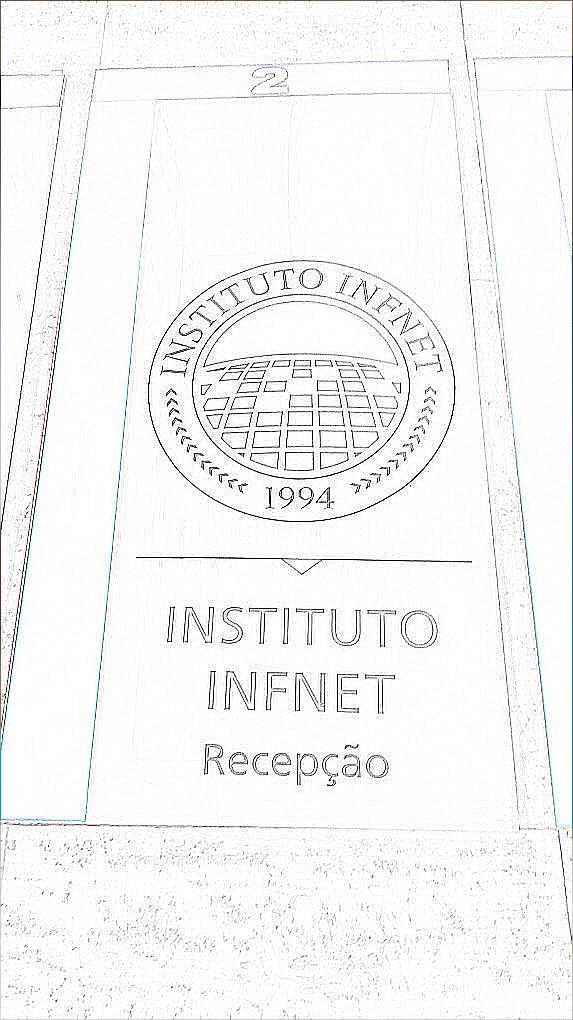 2
INSTITUTO INFNET
1994
INSTITUTO
INFNET
Recepção